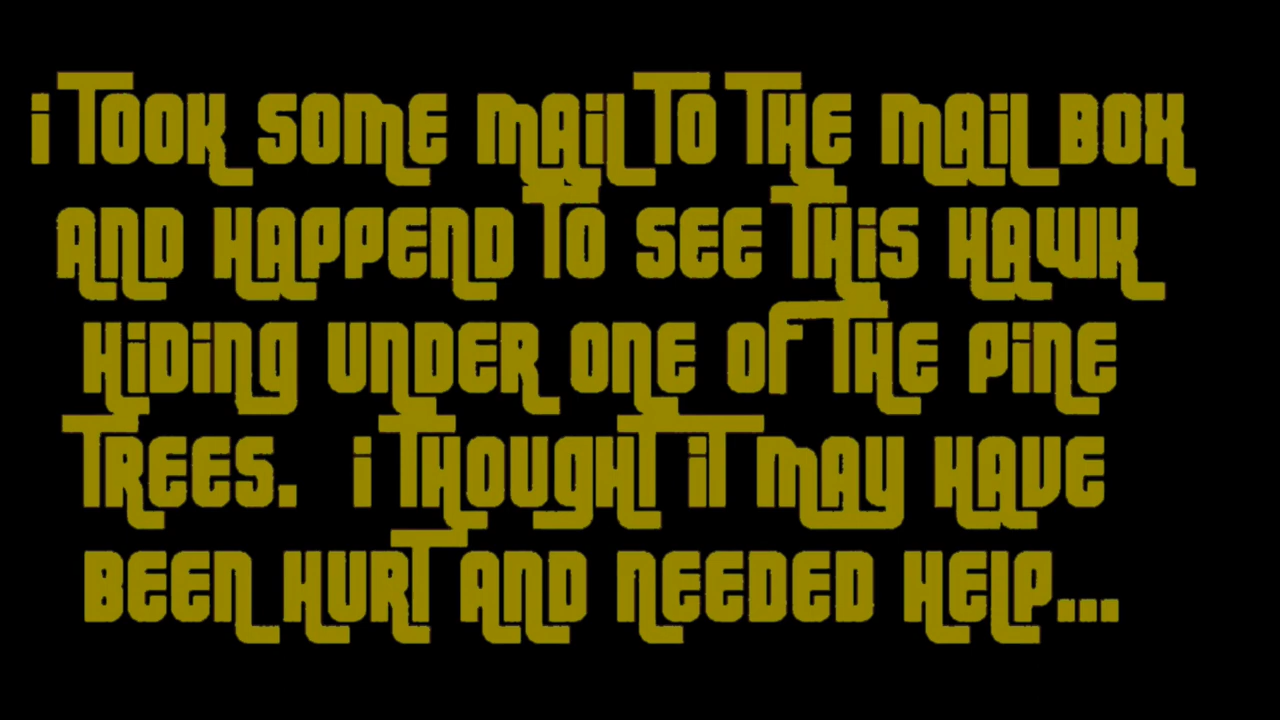 i TOOK SOME MAiL TO THE MAiL BOX
AND HAPPEND TO SEE THiS HAWK
HiDiNg UNDER ONE OF THE PiNE
TREES. i THOUgHT iT MAY HAVE
BEEN HURT AND NEEDED HELP...